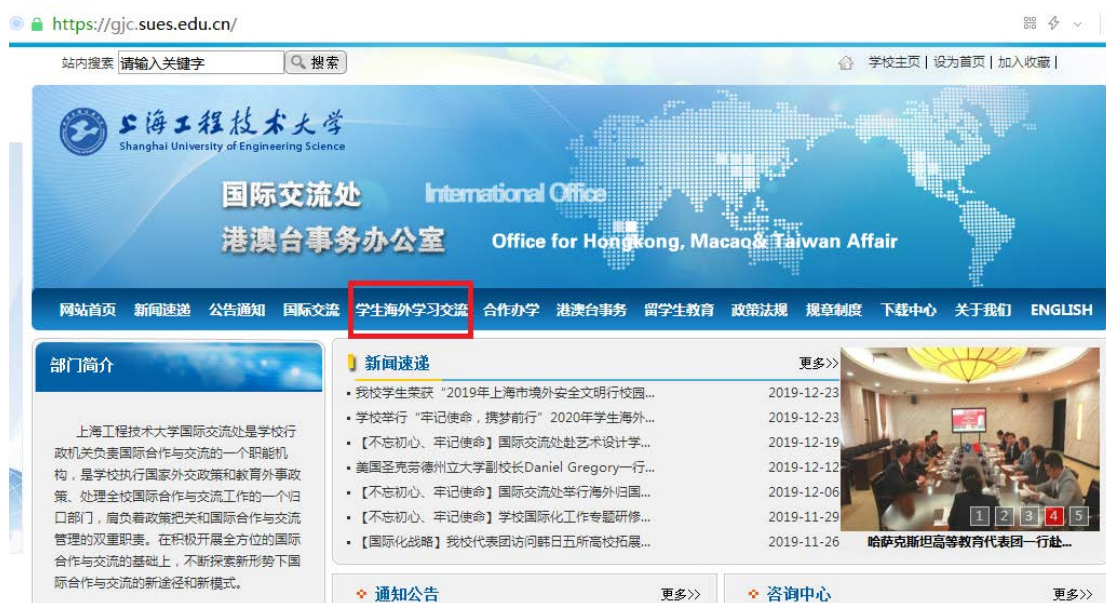 https://gjc.sues.edu.cn/
站内搜索 请输入关键字 搜索 学校主页 | 设为首页 | 加入收藏 |
上海工程技术大学
Shanghai University of Engineering Science
国际交流处 International Office
港澳台事务办公室 Office for Hongkong, Macao& Taiwan Affair
网站首页 新闻速递 公告通知 国际交流 学生海外学习交流 合作办学 港澳台事务 留学生教育 政策法规 规章制度 下载中心 关于我们 ENGLISH
部门简介
上海工程技术大学国际交流处是学校行
政机关负责国际合作与交流的一个职能机
构，是学校执行国家外交政策和教育外事政
策、处理全校国际合作与交流工作的一个归
口部门，肩负着政策把关和国际合作与交流
管理的双重职责。在积极开展全方位的国际
合作与交流的基础上，不断探索新形势下国
际合作与交流的新途径和新模式。
新闻速递 更多>>
我校学生荣获“2019年上海市境外安全文明行校园... 2019-12-23
学校举行“牢记使命，携梦前行”2020年学生海外... 2019-12-23
【不忘初心、牢记使命】国际交流处赴艺术设计学... 2019-12-19
美国圣克劳德州立大学副校长Daniel Gregory一行... 2019-12-12
【不忘初心、牢记使命】国际交流处举行海外归国... 2019-12-06
【不忘初心、牢记使命】学校国际化工作专题研修... 2019-11-29
【国际化战略】我校代表团访问韩日五所高校拓展... 2019-11-26
1 2 3 4 5
哈萨克斯坦高等教育代表团一行赴...
通知公告 更多>>
咨询中心 更多>>